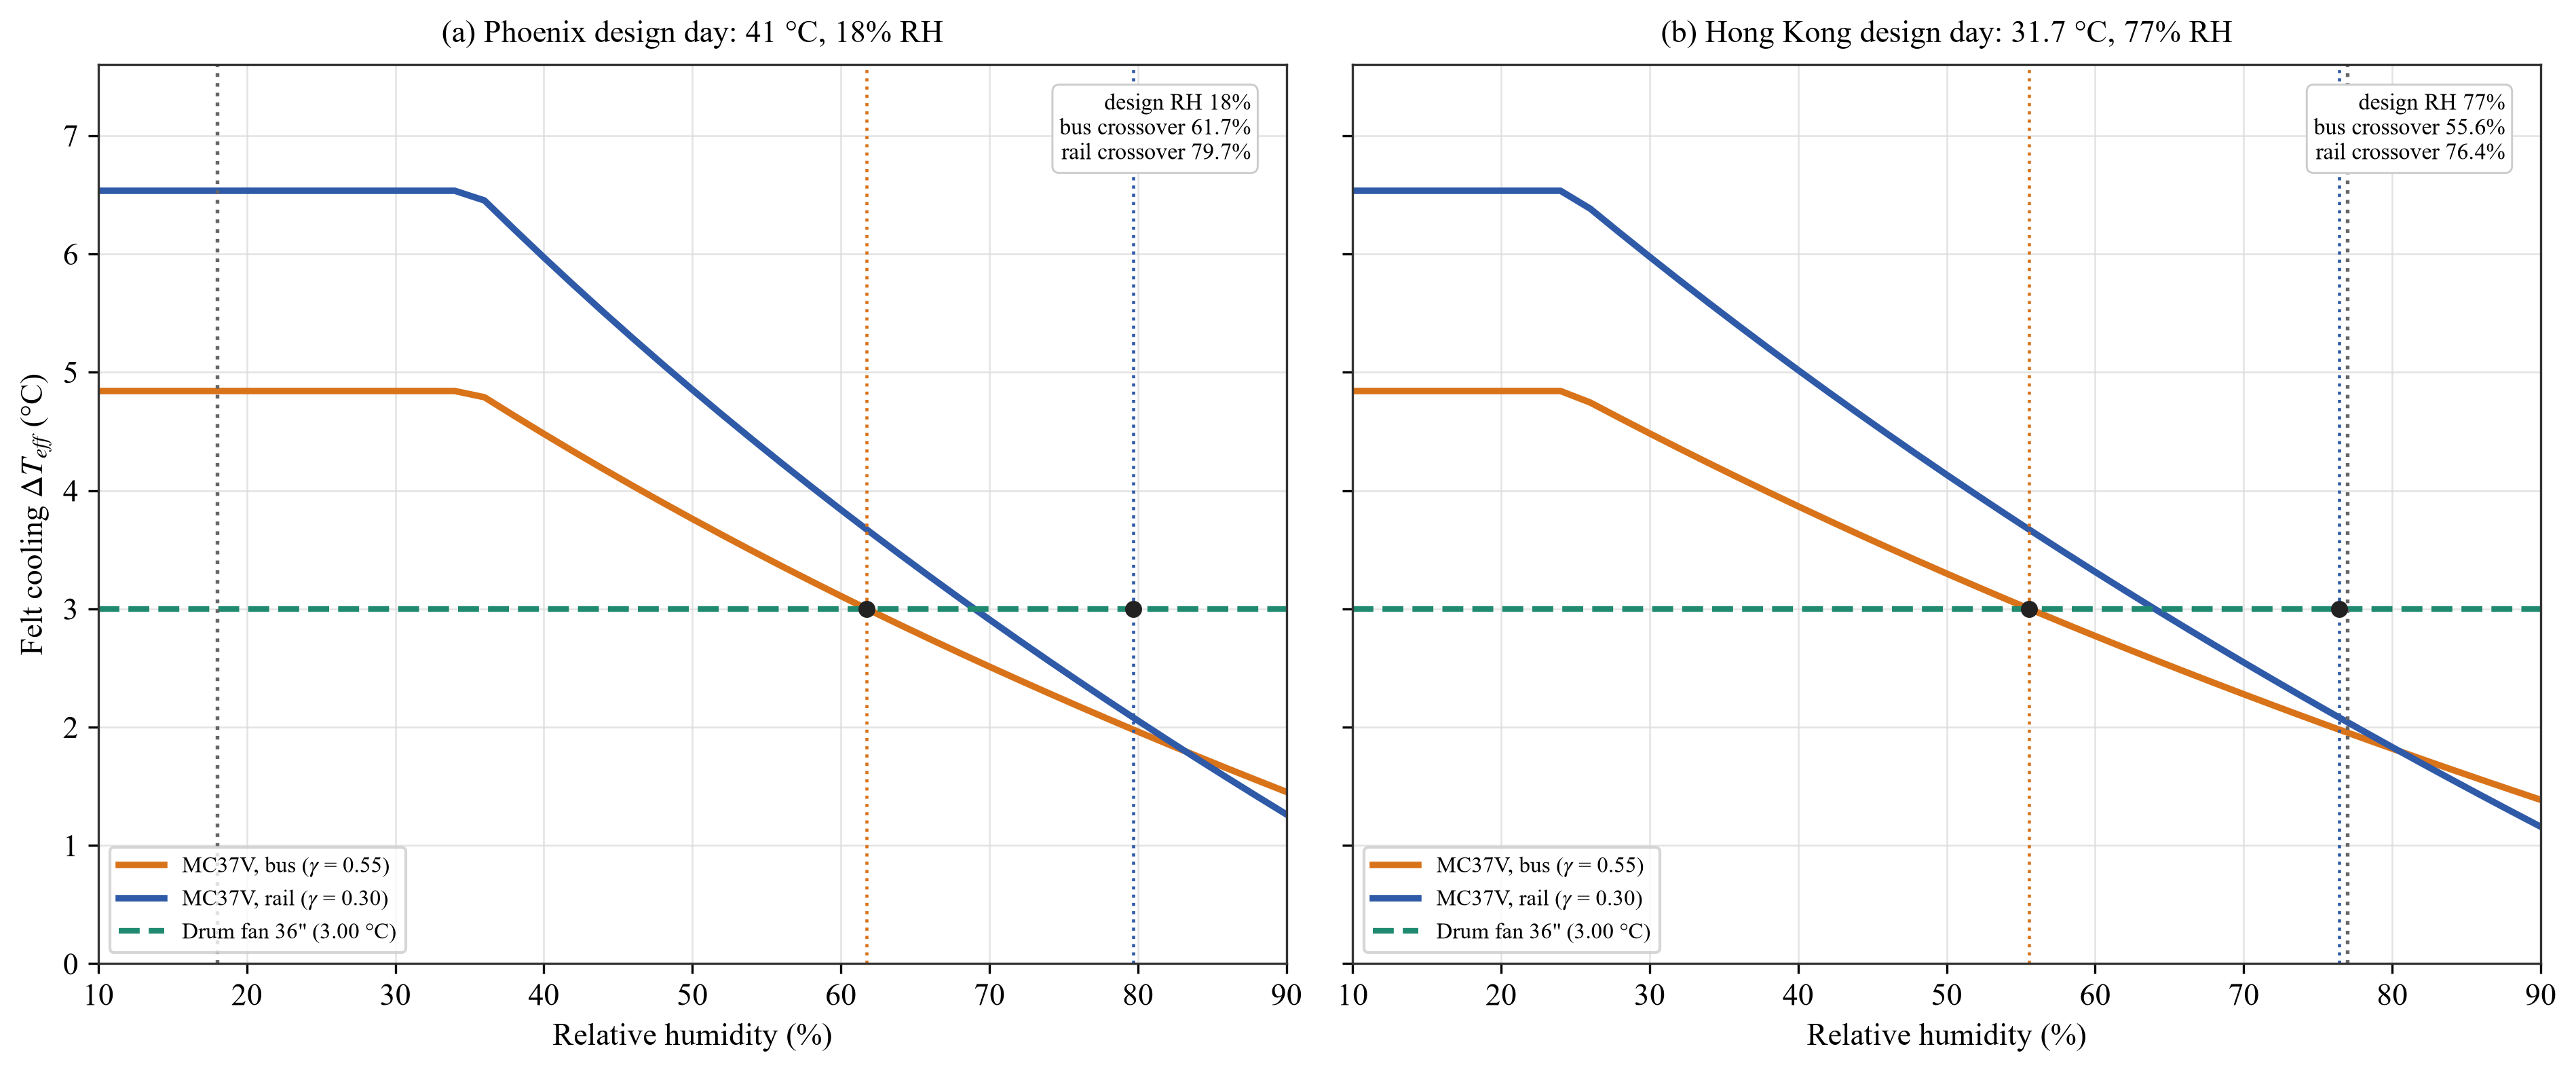 (a) Phoenix design day: 41 °C, 18% RH
design RH 18%
bus crossover 61.7%
rail crossover 79.7%
Felt cooling ΔT_eff (°C)
7
6
5
4
3
2
1
0
MC37V, bus (γ = 0.55)
MC37V, rail (γ = 0.30)
Drum fan 36" (3.00 °C)
10 20 30 40 50 60 70 80 90
Relative humidity (%)
(b) Hong Kong design day: 31.7 °C, 77% RH
design RH 77%
bus crossover 55.6%
rail crossover 76.4%
MC37V, bus (γ = 0.55)
MC37V, rail (γ = 0.30)
Drum fan 36" (3.00 °C)
10 20 30 40 50 60 70 80 90
Relative humidity (%)